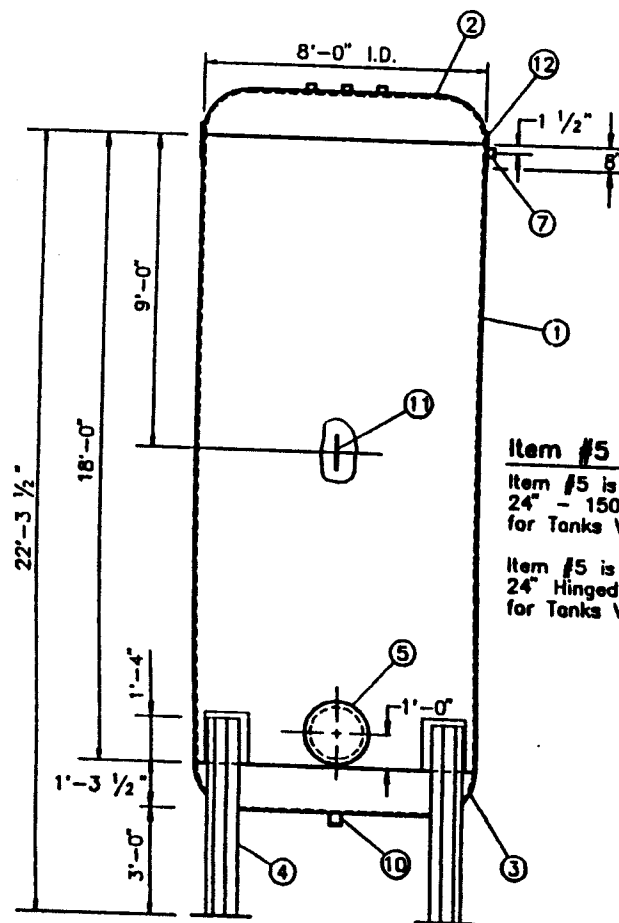 2
8'-0" I.D.
12
1 ½"
8"
7
9'-0"
1
11
18'-0"
22'-3 ½"
Item #5
Item #5 is
24" - 150
for Tanks
Item #5 is
24" Hinged
for Tanks
5
1'-4"
1'-0"
1'-3 ½"
3'-0"
4
10
3